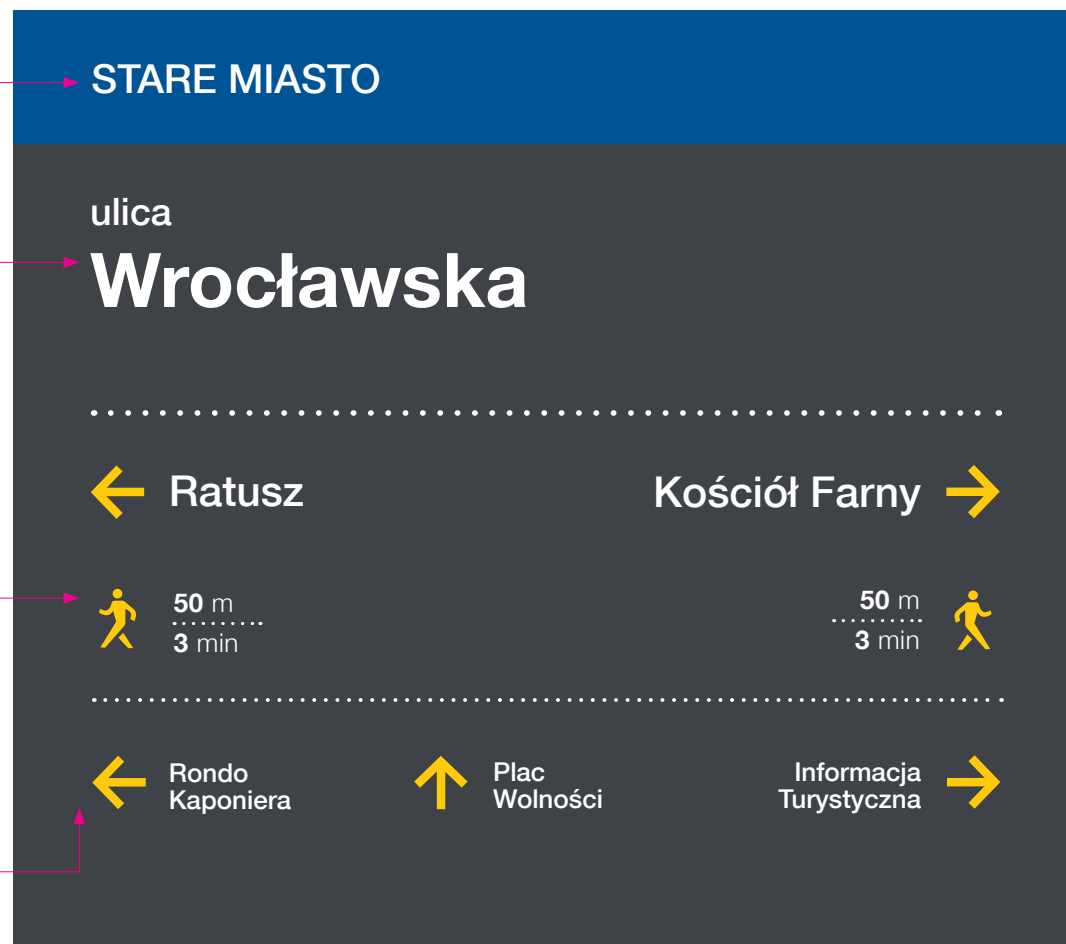 STARE MIASTO
ulica
Wrocławska
Ratusz
Kościół Farny
50 m
3 min
50 m
3 min
Rondo
Kaponiera
Plac
Wolności
Informacja
Turystyczna